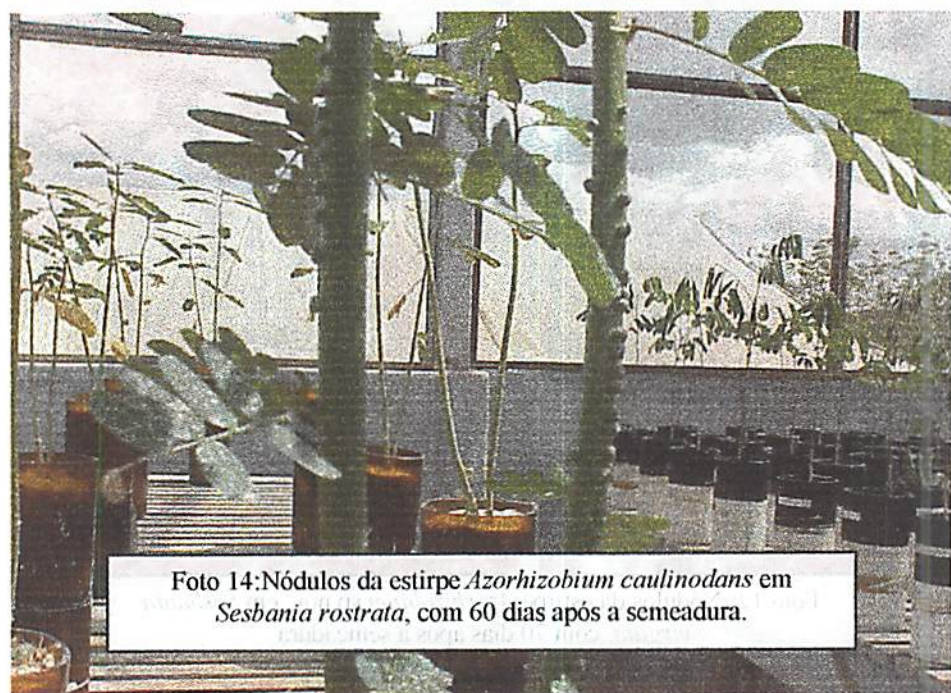 Foto 14:Nódulos da estirpe Azorhizobium caulinodans em
Sesbania rostrata, com 60 dias após a semeadura.